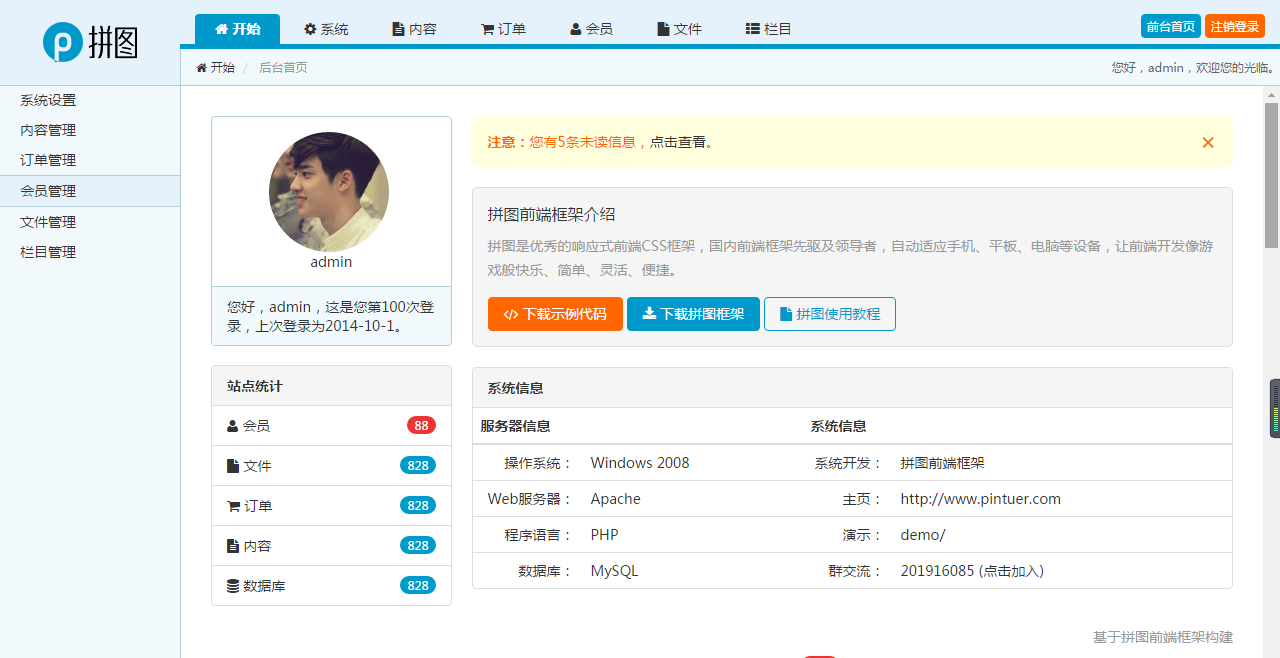 拼图
开始
系统
内容
订单
会员
文件
栏目
前台首页
注销登录
开始 / 后台首页
您好，admin，欢迎您的光临。
系统设置
内容管理
订单管理
会员管理
文件管理
栏目管理
admin
您好，admin，这是您第100次登
录，上次登录为2014-10-1。
站点统计
会员 88
文件 828
订单 828
内容 828
数据库 828
注意：您有5条未读信息，点击查看。
拼图前端框架介绍
拼图是优秀的响应式前端CSS框架，国内前端框架先驱及领导者，自动适应手机、平板、电脑等设备，让前端开发像游
戏般快乐、简单、灵活、便捷。
下载示例代码
下载拼图框架
拼图使用教程
系统信息
服务器信息 系统信息
操作系统： Windows 2008 系统开发： 拼图前端框架
Web服务器： Apache 主页： http://www.pintuer.com
程序语言： PHP 演示： demo/
数据库： MySQL 群交流： 201916085 (点击加入)
基于拼图前端框架构建